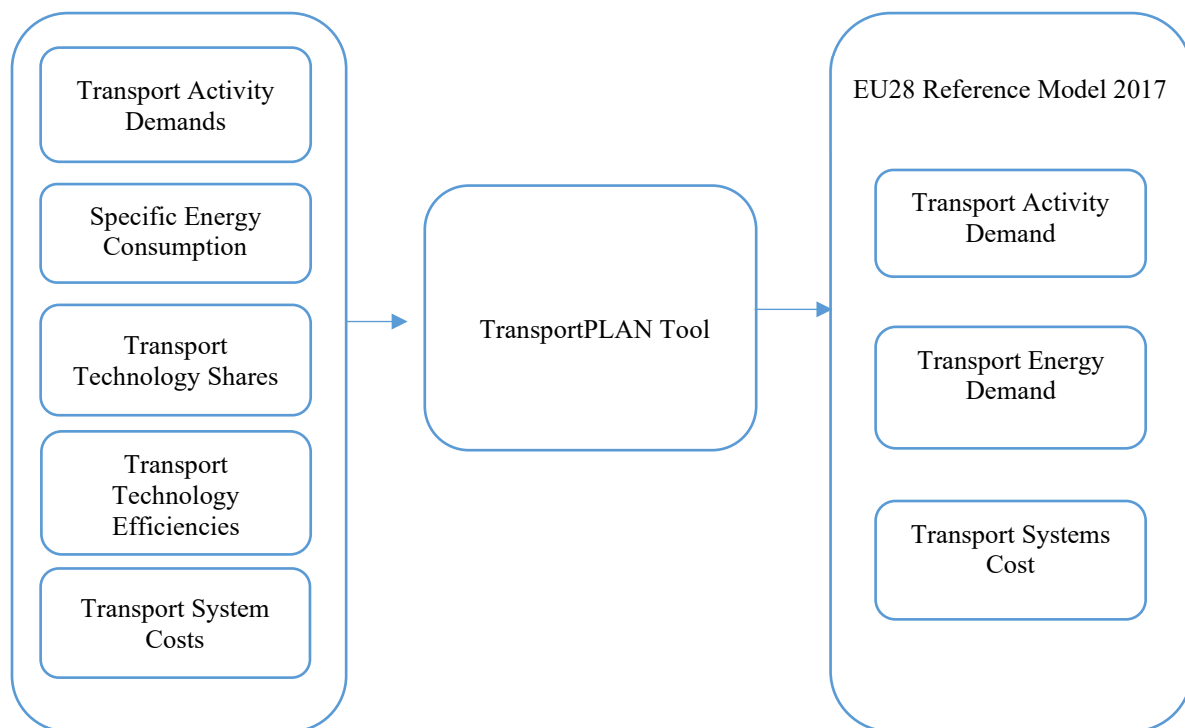 Transport Activity
Demands
Specific Energy
Consumption
Transport
Technology Shares
Transport
Technology
Efficiencies
Transport System
Costs
TransportPLAN Tool
EU28 Reference Model 2017
Transport Activity
Demand
Transport Energy
Demand
Transport Systems
Cost